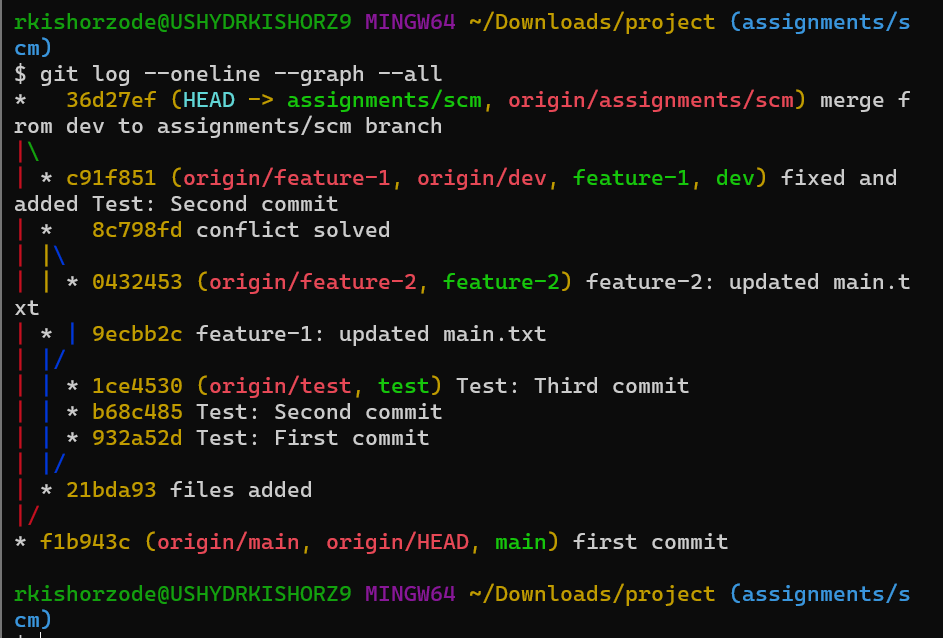 rkishorzode@USHYDRKISHORZ9 MINGW64 ~/Downloads/project (assignments/s
cm)
$ git log --oneline --graph --all
*   36d27ef (HEAD -> assignments/scm, origin/assignments/scm) merge f
rom dev to assignments/scm branch
|\
| * c91f851 (origin/feature-1, origin/dev, feature-1, dev) fixed and
added Test: Second commit
| *   8c798fd conflict solved
| |\
| | * 0432453 (origin/feature-2, feature-2) feature-2: updated main.t
xt
| * | 9ecbb2c feature-1: updated main.txt
| |/
| | * 1ce4530 (origin/test, test) Test: Third commit
| | * b68c485 Test: Second commit
| | * 932a52d Test: First commit
| |/
| * 21bda93 files added
|/
* f1b943c (origin/main, origin/HEAD, main) first commit

rkishorzode@USHYDRKISHORZ9 MINGW64 ~/Downloads/project (assignments/s
cm)